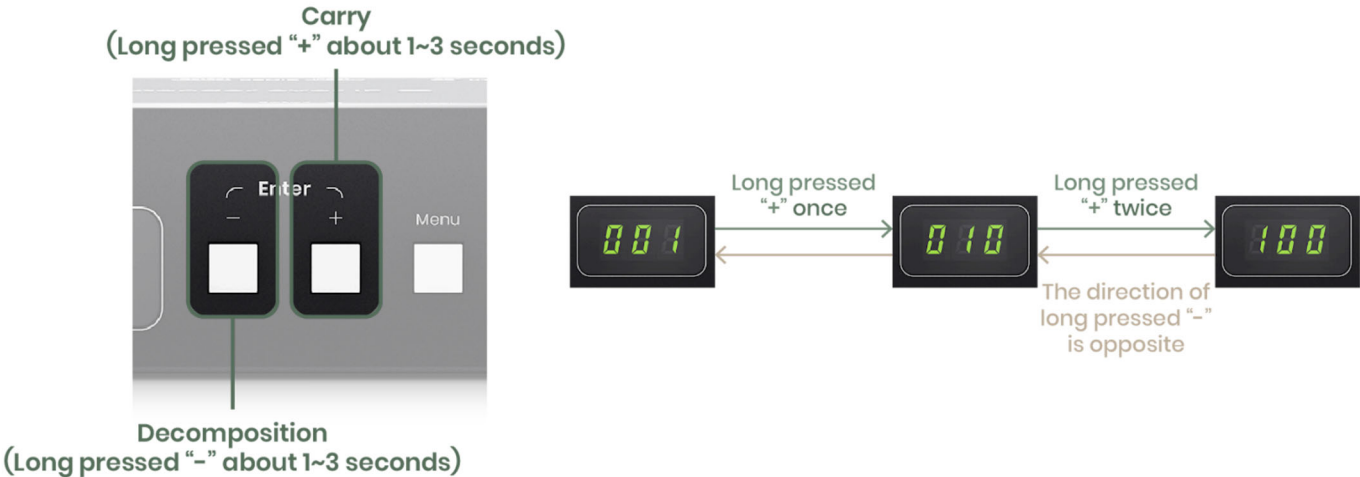 Carry
(Long pressed “+” about 1~3 seconds)
Enter
−
+
Menu
Decomposition
(Long pressed “-” about 1~3 seconds)
001
Long pressed
“+” once
010
Long pressed
“+” twice
100
The direction of
long pressed “-”
is opposite